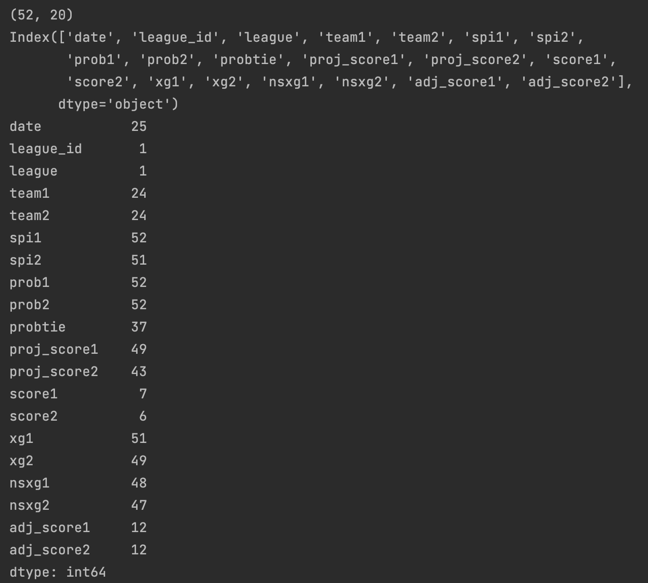 (52, 20)
Index(['date', 'league_id', 'league', 'team1', 'team2', 'spi1', 'spi2',
       'prob1', 'prob2', 'probtie', 'proj_score1', 'proj_score2', 'score1',
       'score2', 'xg1', 'xg2', 'nsxg1', 'nsxg2', 'adj_score1', 'adj_score2'],
      dtype='object')
date           25
league_id       1
league          1
team1          24
team2          24
spi1           52
spi2           51
prob1          52
prob2          52
probtie        37
proj_score1    49
proj_score2    43
score1          7
score2          6
xg1            51
xg2            49
nsxg1          48
nsxg2          47
adj_score1     12
adj_score2     12
dtype: int64